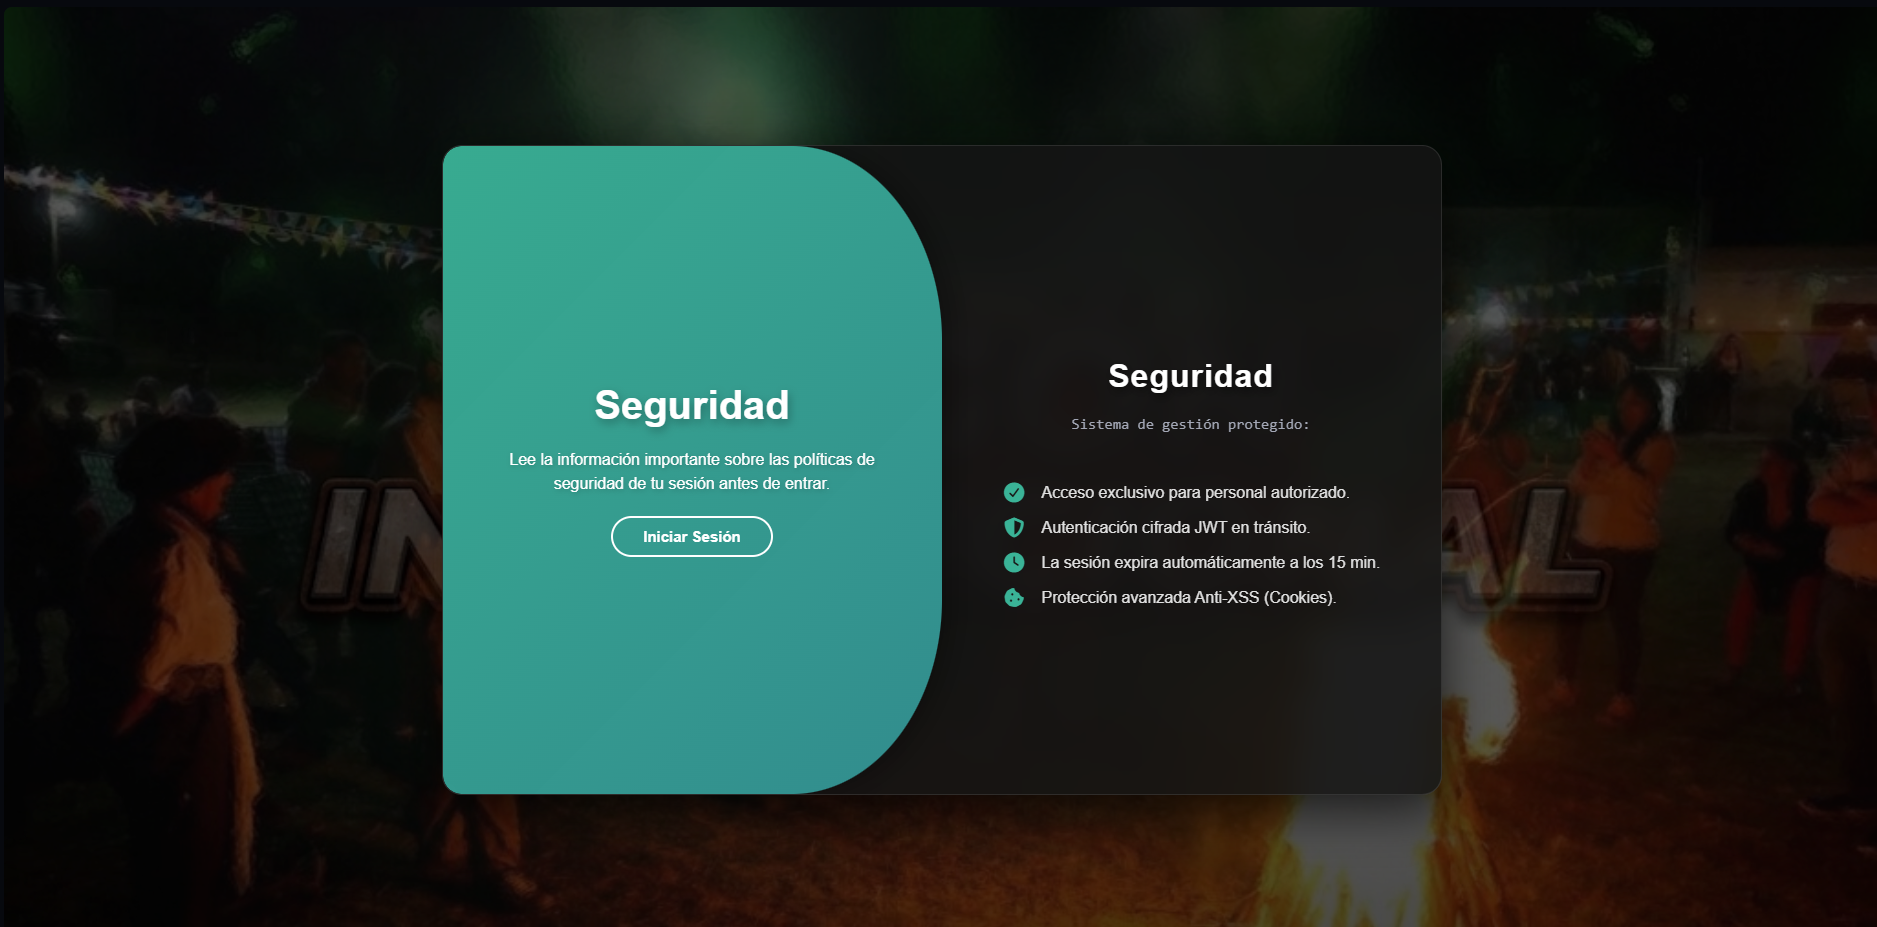 Seguridad
Lee la información importante sobre las políticas de
seguridad de tu sesión antes de entrar.
Iniciar Sesión
Seguridad
Sistema de gestión protegido:
Acceso exclusivo para personal autorizado.
Autenticación cifrada JWT en tránsito.
La sesión expira automáticamente a los 15 min.
Protección avanzada Anti-XSS (Cookies).